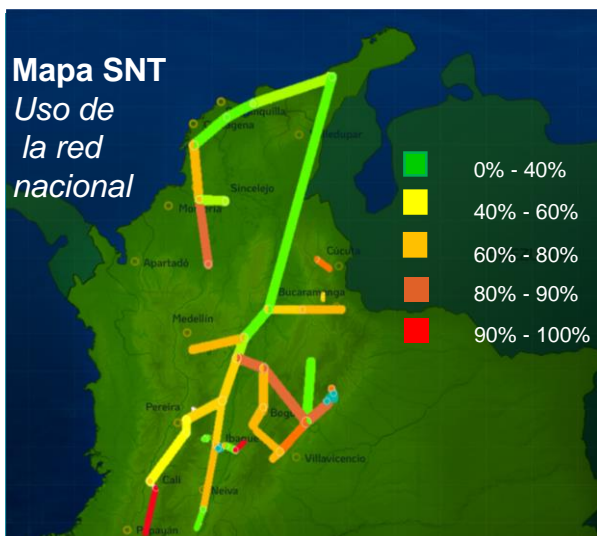 Mapa SNT
Uso de
la red
nacional
0% - 40%
40% - 60%
60% - 80%
80% - 90%
90% - 100%
Sincelejo
Cúcuta
Apartadó
Bucaramanga
Medellín
Pereira
Ibagué
Villavicencio
Cali
Neiva
Popayán